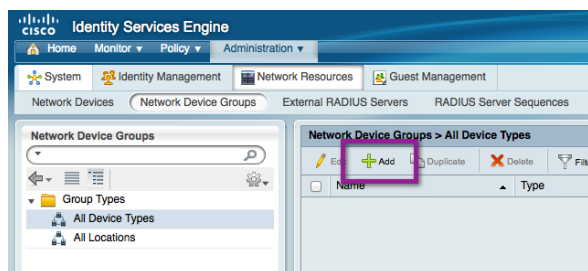 cisco Identity Services Engine
Home Monitor Policy Administration
System Identity Management Network Resources Guest Management
Network Devices Network Device Groups External RADIUS Servers RADIUS Server Sequences
Network Device Groups
Network Device Groups > All Device Types
Add Duplicate Delete
Name Type
Group Types
All Device Types
All Locations